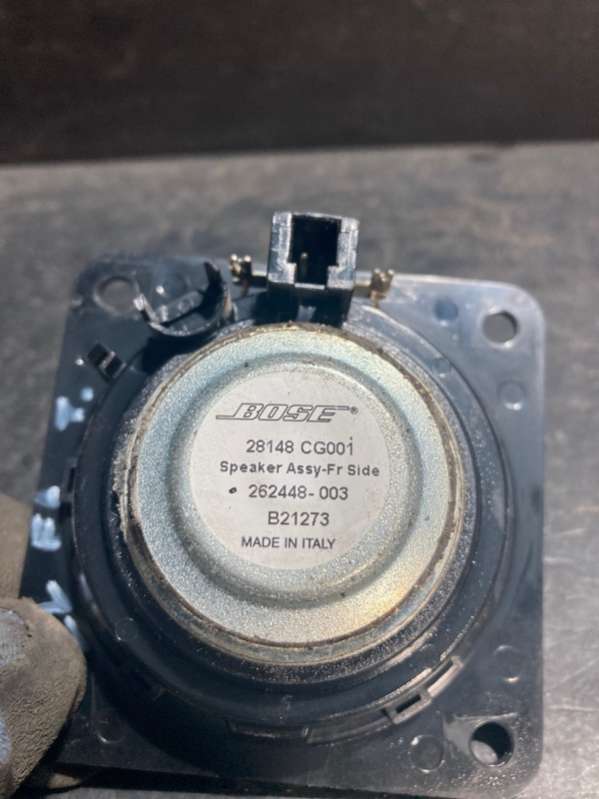 BOSE®
28148 CG001
Speaker Assy-Fr Side
• 262448-003
B21273
MADE IN ITALY